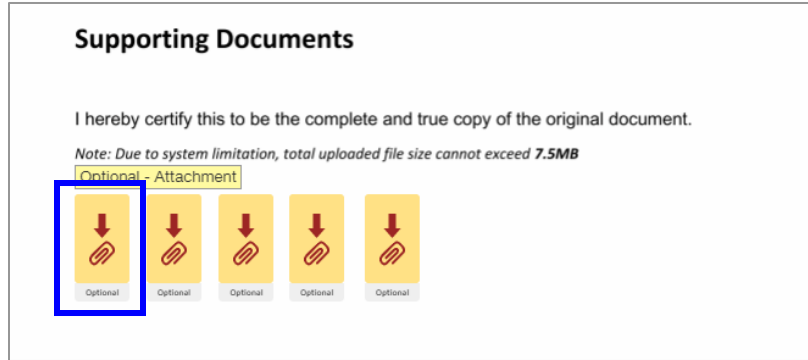 Supporting Documents
I hereby certify this to be the complete and true copy of the original document.
Note: Due to system limitation, total uploaded file size cannot exceed 7.5MB
Optional - Attachment
Optional Optional Optional Optional Optional